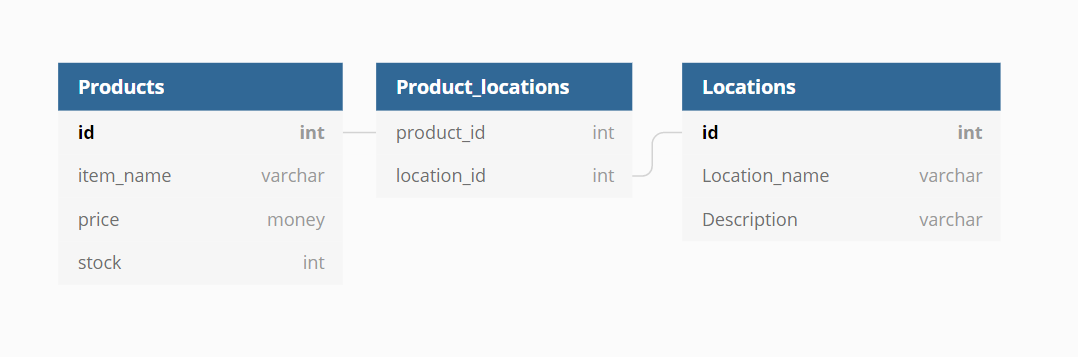 Products
id int
item_name varchar
price money
stock int
Product_locations
product_id int
location_id int
Locations
id int
Location_name varchar
Description varchar